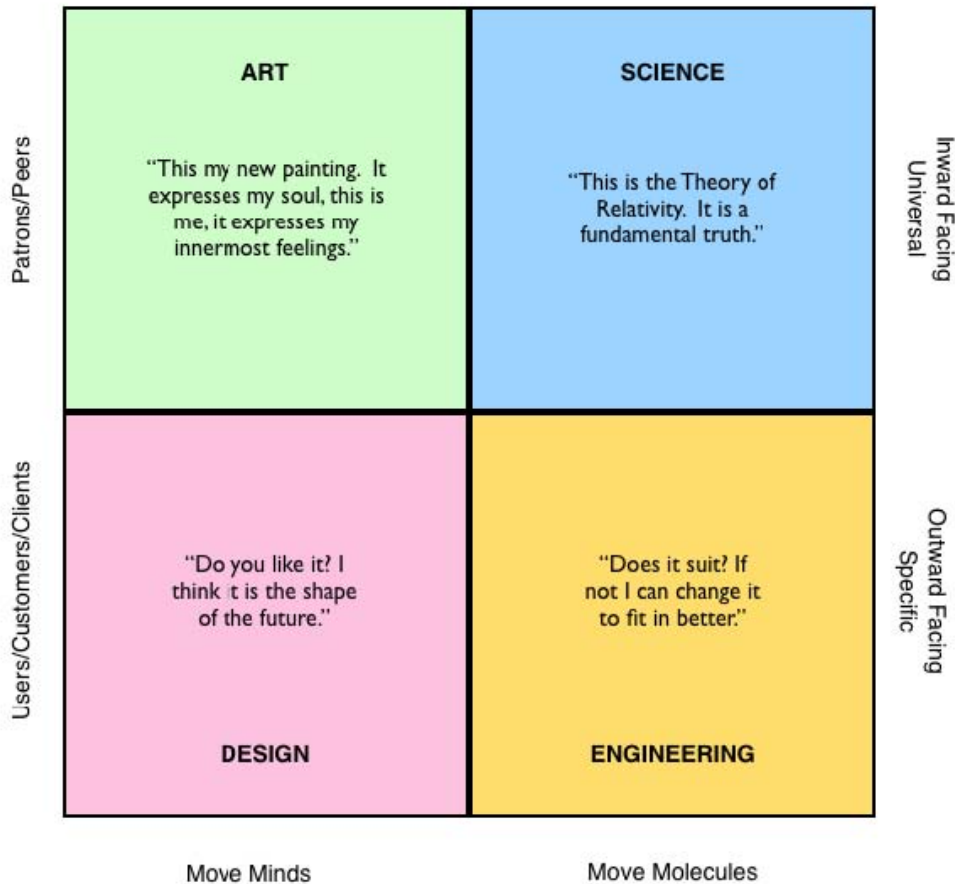 ART
SCIENCE
“This my new painting. It
expresses my soul, this is
me, it expresses my
innermost feelings.”
“This is the Theory of
Relativity. It is a
fundamental truth.”
Patrons/Peers
Inward Facing
Universal
“Do you like it? I
think it is the shape
of the future.”
“Does it suit? If
not I can change it
to fit in better.”
Users/Customers/Clients
Outward Facing
Specific
DESIGN
ENGINEERING
Move Minds
Move Molecules